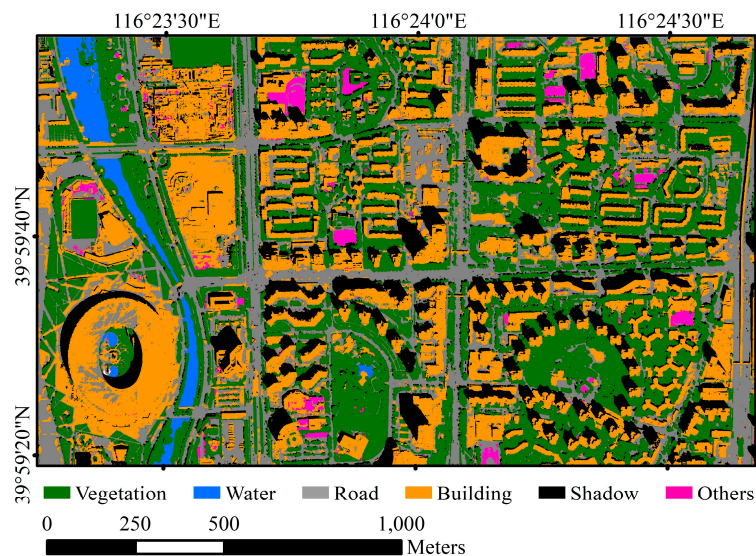 116°23'30"E 116°24'0"E 116°24'30"E
39°59'40"N
39°59'20"N
Vegetation Water Road Building Shadow Others
0 250 500 1,000
Meters